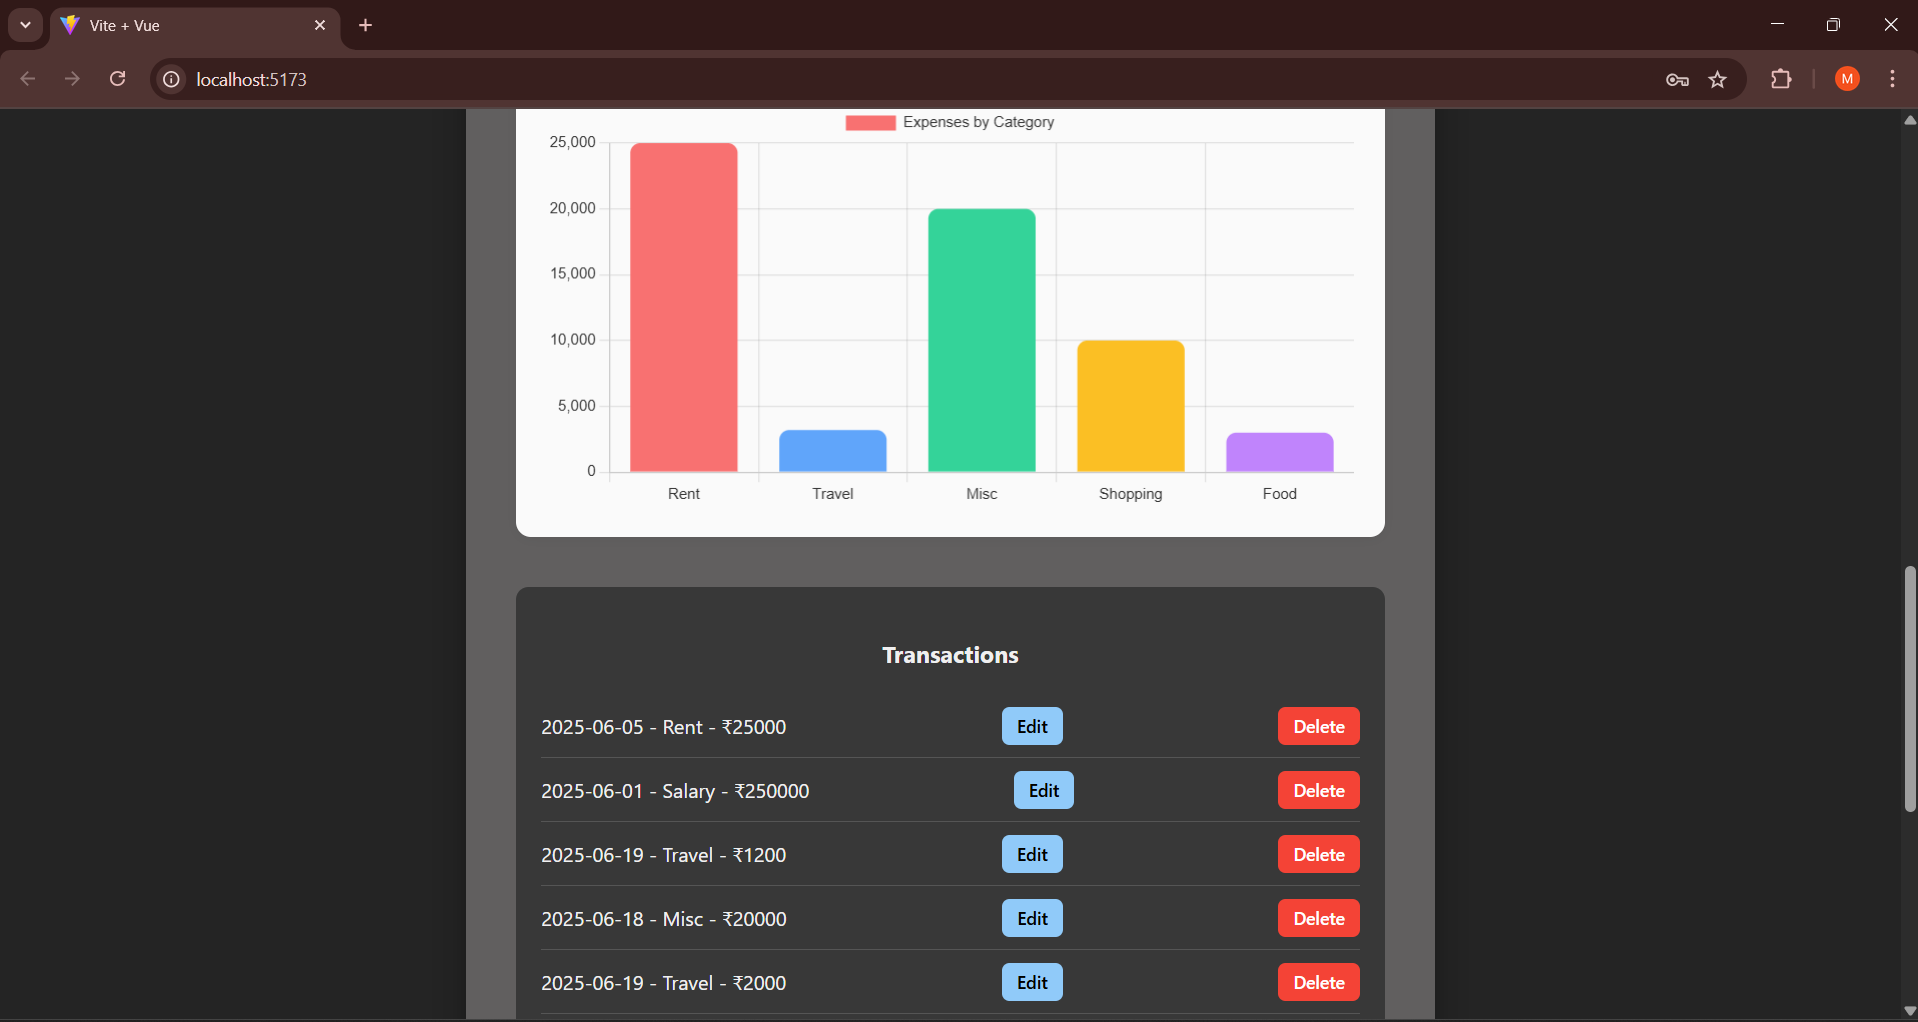 Vite + Vue
localhost:5173
M
Expenses by Category
25,000
20,000
15,000
10,000
5,000
0
Rent Travel Misc Shopping Food
Transactions
2025-06-05 - Rent - ₹25000 Edit Delete
2025-06-01 - Salary - ₹250000 Edit Delete
2025-06-19 - Travel - ₹1200 Edit Delete
2025-06-18 - Misc - ₹20000 Edit Delete
2025-06-19 - Travel - ₹2000 Edit Delete